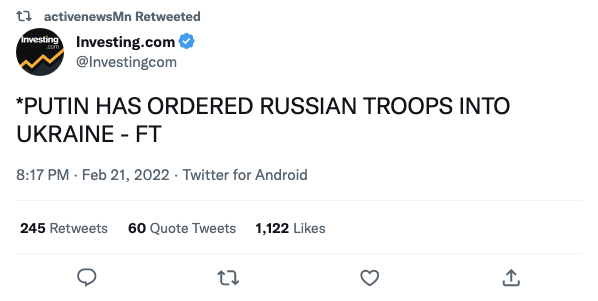 activenewsMn Retweeted
Investing
.com
Investing.com
@Investingcom
*PUTIN HAS ORDERED RUSSIAN TROOPS INTO
UKRAINE - FT
8:17 PM · Feb 21, 2022 · Twitter for Android
245 Retweets 60 Quote Tweets 1,122 Likes